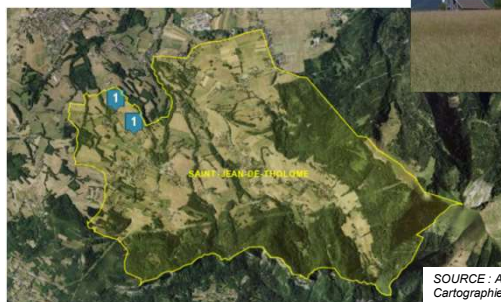 1
1
SAINT-JEAN-DE-THOLOME
SOURCE : A
Cartographie